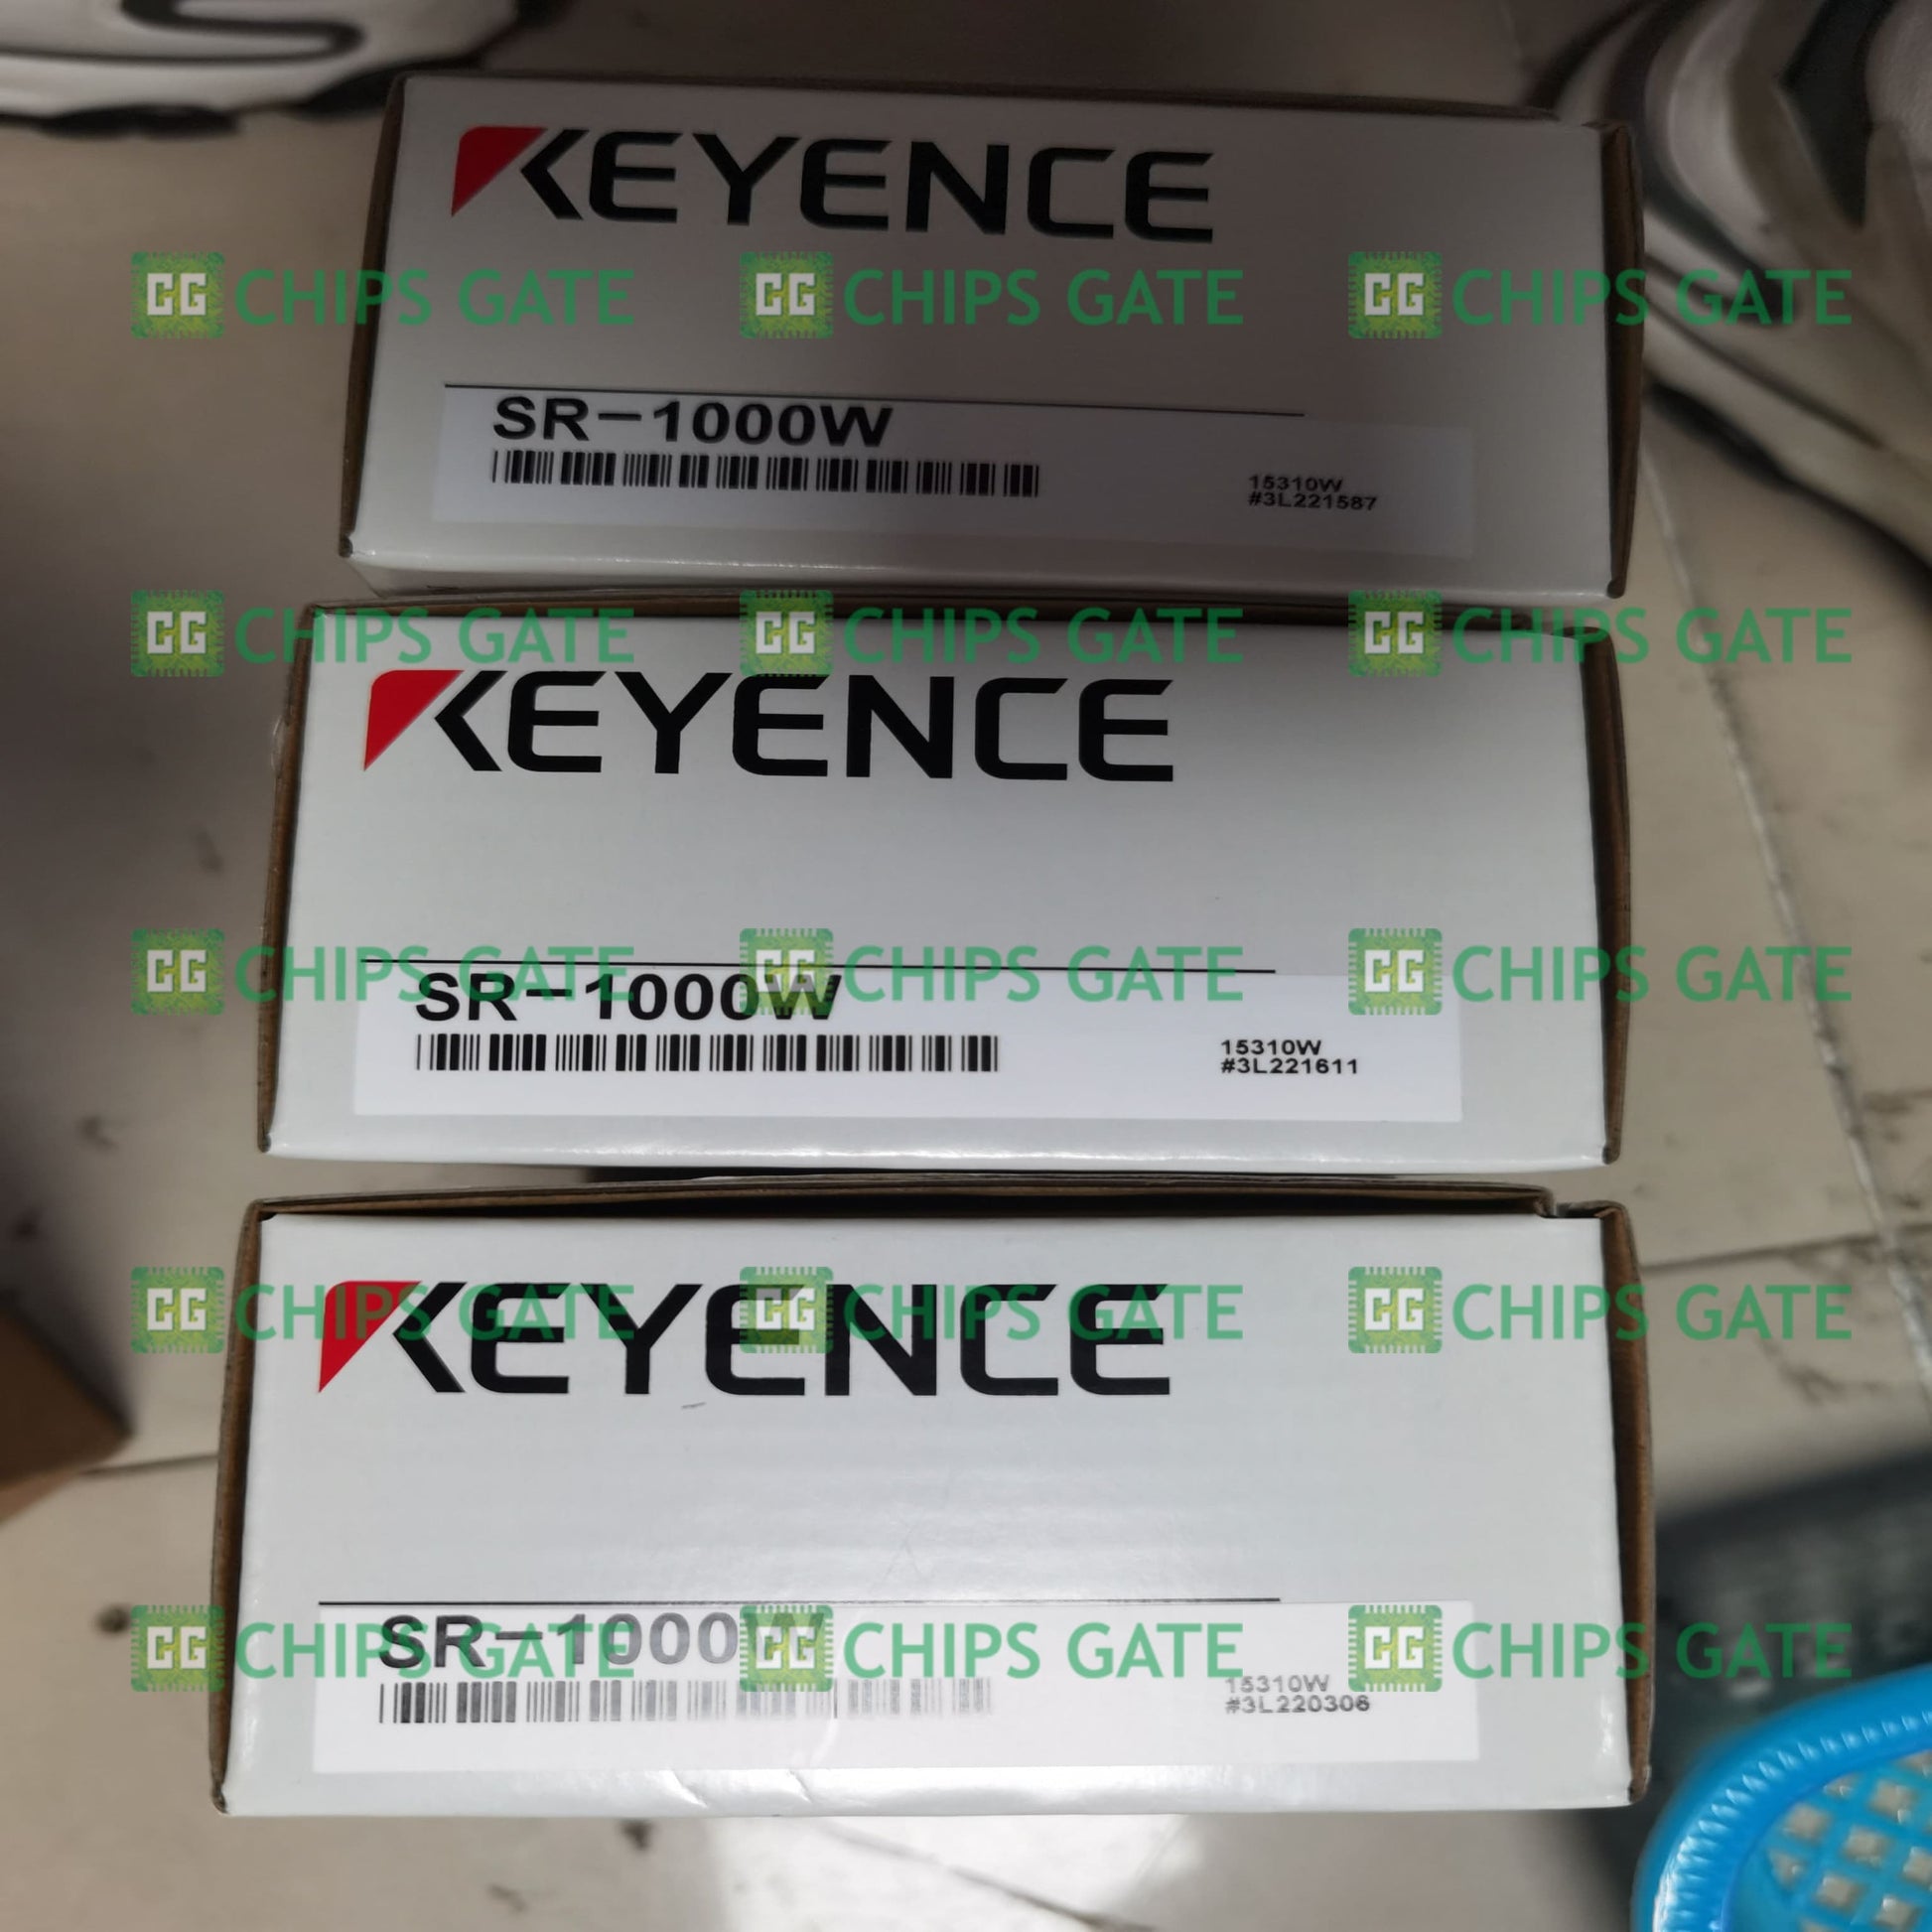 KEYENCE
CG CHIPS GATE CG CHIPS GATE CG CHIPS GATE
SR-1000W
15310W
#3L221587
CG CHIPS GATE CG CHIPS GATE CG CHIPS GATE
KEYENCE
CG CHIPS GATE CG CHIPS GATE CG CHIPS GATE
SR-1000W
15310W
#3L221611
CG CHIPS GATE CG CHIPS GATE CG CHIPS GATE
KEYENCE
CG CHIPS GATE CG CHIPS GATE CG CHIPS GATE
SR-1000W
15310W
#3L220306